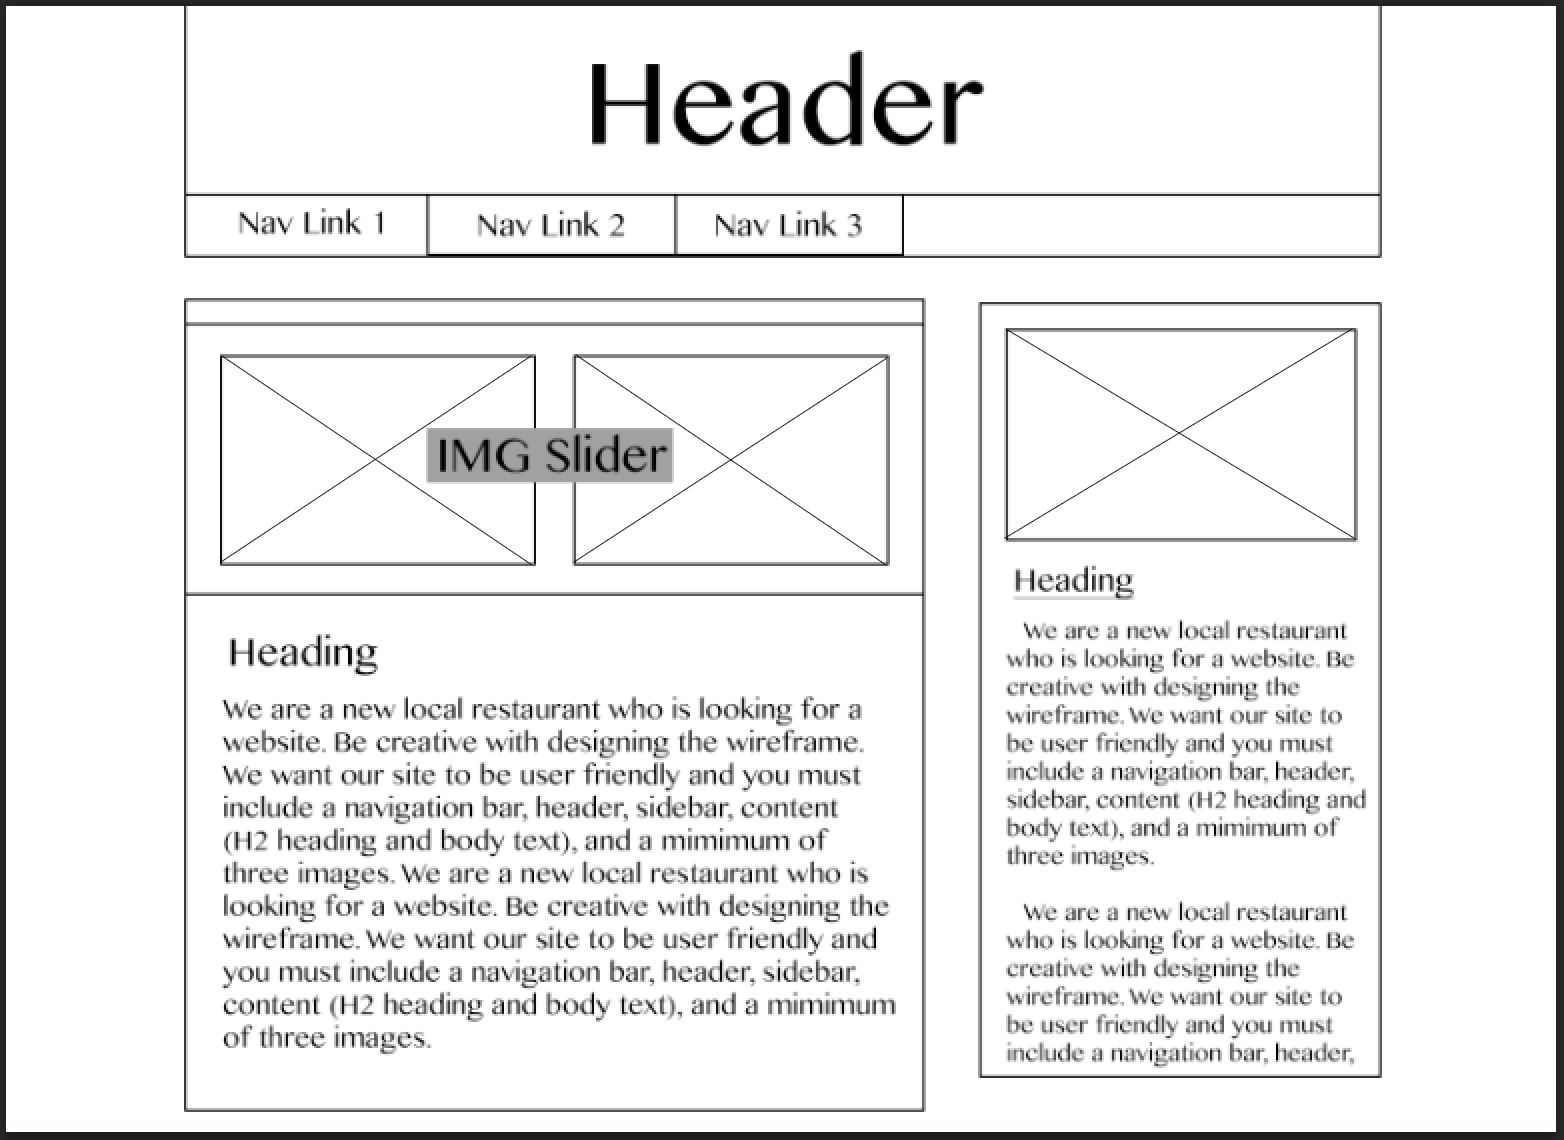 Header
Nav Link 1
Nav Link 2
Nav Link 3
IMG Slider
Heading
We are a new local restaurant who is looking for a
website. Be creative with designing the wireframe.
We want our site to be user friendly and you must
include a navigation bar, header, sidebar, content
(H2 heading and body text), and a mimimum of
three images. We are a new local restaurant who is
looking for a website. Be creative with designing the
wireframe. We want our site to be user friendly and
you must include a navigation bar, header, sidebar,
content (H2 heading and body text), and a mimimum
of three images.
Heading
We are a new local restaurant
who is looking for a website. Be
creative with designing the
wireframe. We want our site to
be user friendly and you must
include a navigation bar, header,
sidebar, content (H2 heading and
body text), and a mimimum of
three images.
We are a new local restaurant
who is looking for a website. Be
creative with designing the
wireframe. We want our site to
be user friendly and you must
include a navigation bar, header,